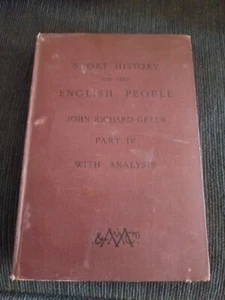 SHORT HISTORY
OF THE
ENGLISH PEOPLE
JOHN RICHARD GREEN
PART IV
WITH ANALYSIS